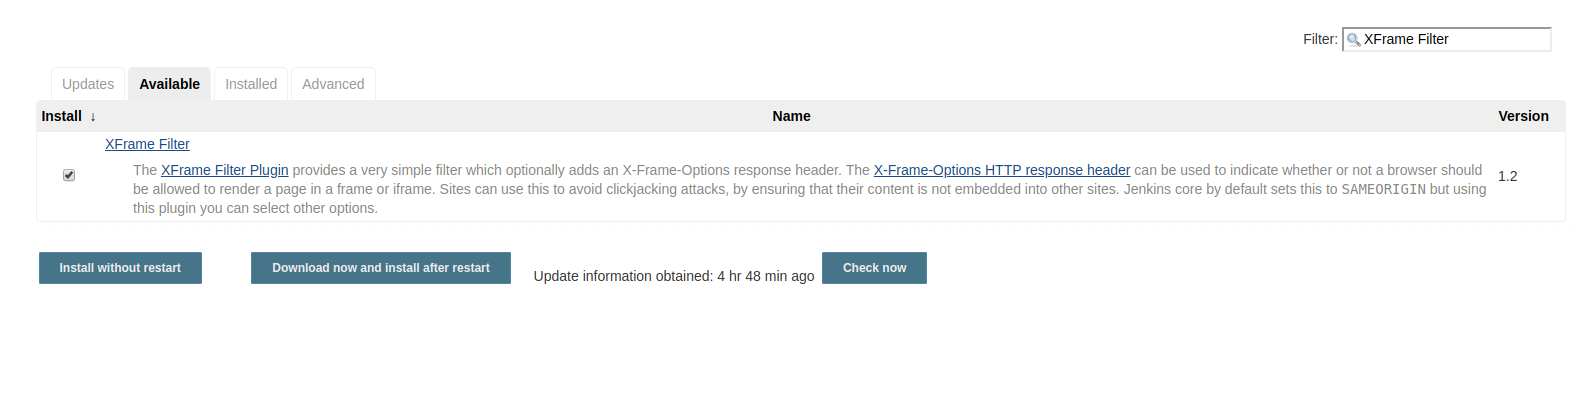 Filter: XFrame Filter
Updates Available Installed Advanced
Install ↓ Name Version
XFrame Filter
The XFrame Filter Plugin provides a very simple filter which optionally adds an X-Frame-Options response header. The X-Frame-Options HTTP response header can be used to indicate whether or not a browser should
be allowed to render a page in a frame or iframe. Sites can use this to avoid clickjacking attacks, by ensuring that their content is not embedded into other sites. Jenkins core by default sets this to SAMEORIGIN but using
this plugin you can select other options.
1.2
Install without restart Download now and install after restart Update information obtained: 4 hr 48 min ago Check now